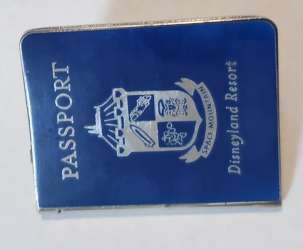 PASSPORT
SPACE MOUNTAIN
Disneyland Resort